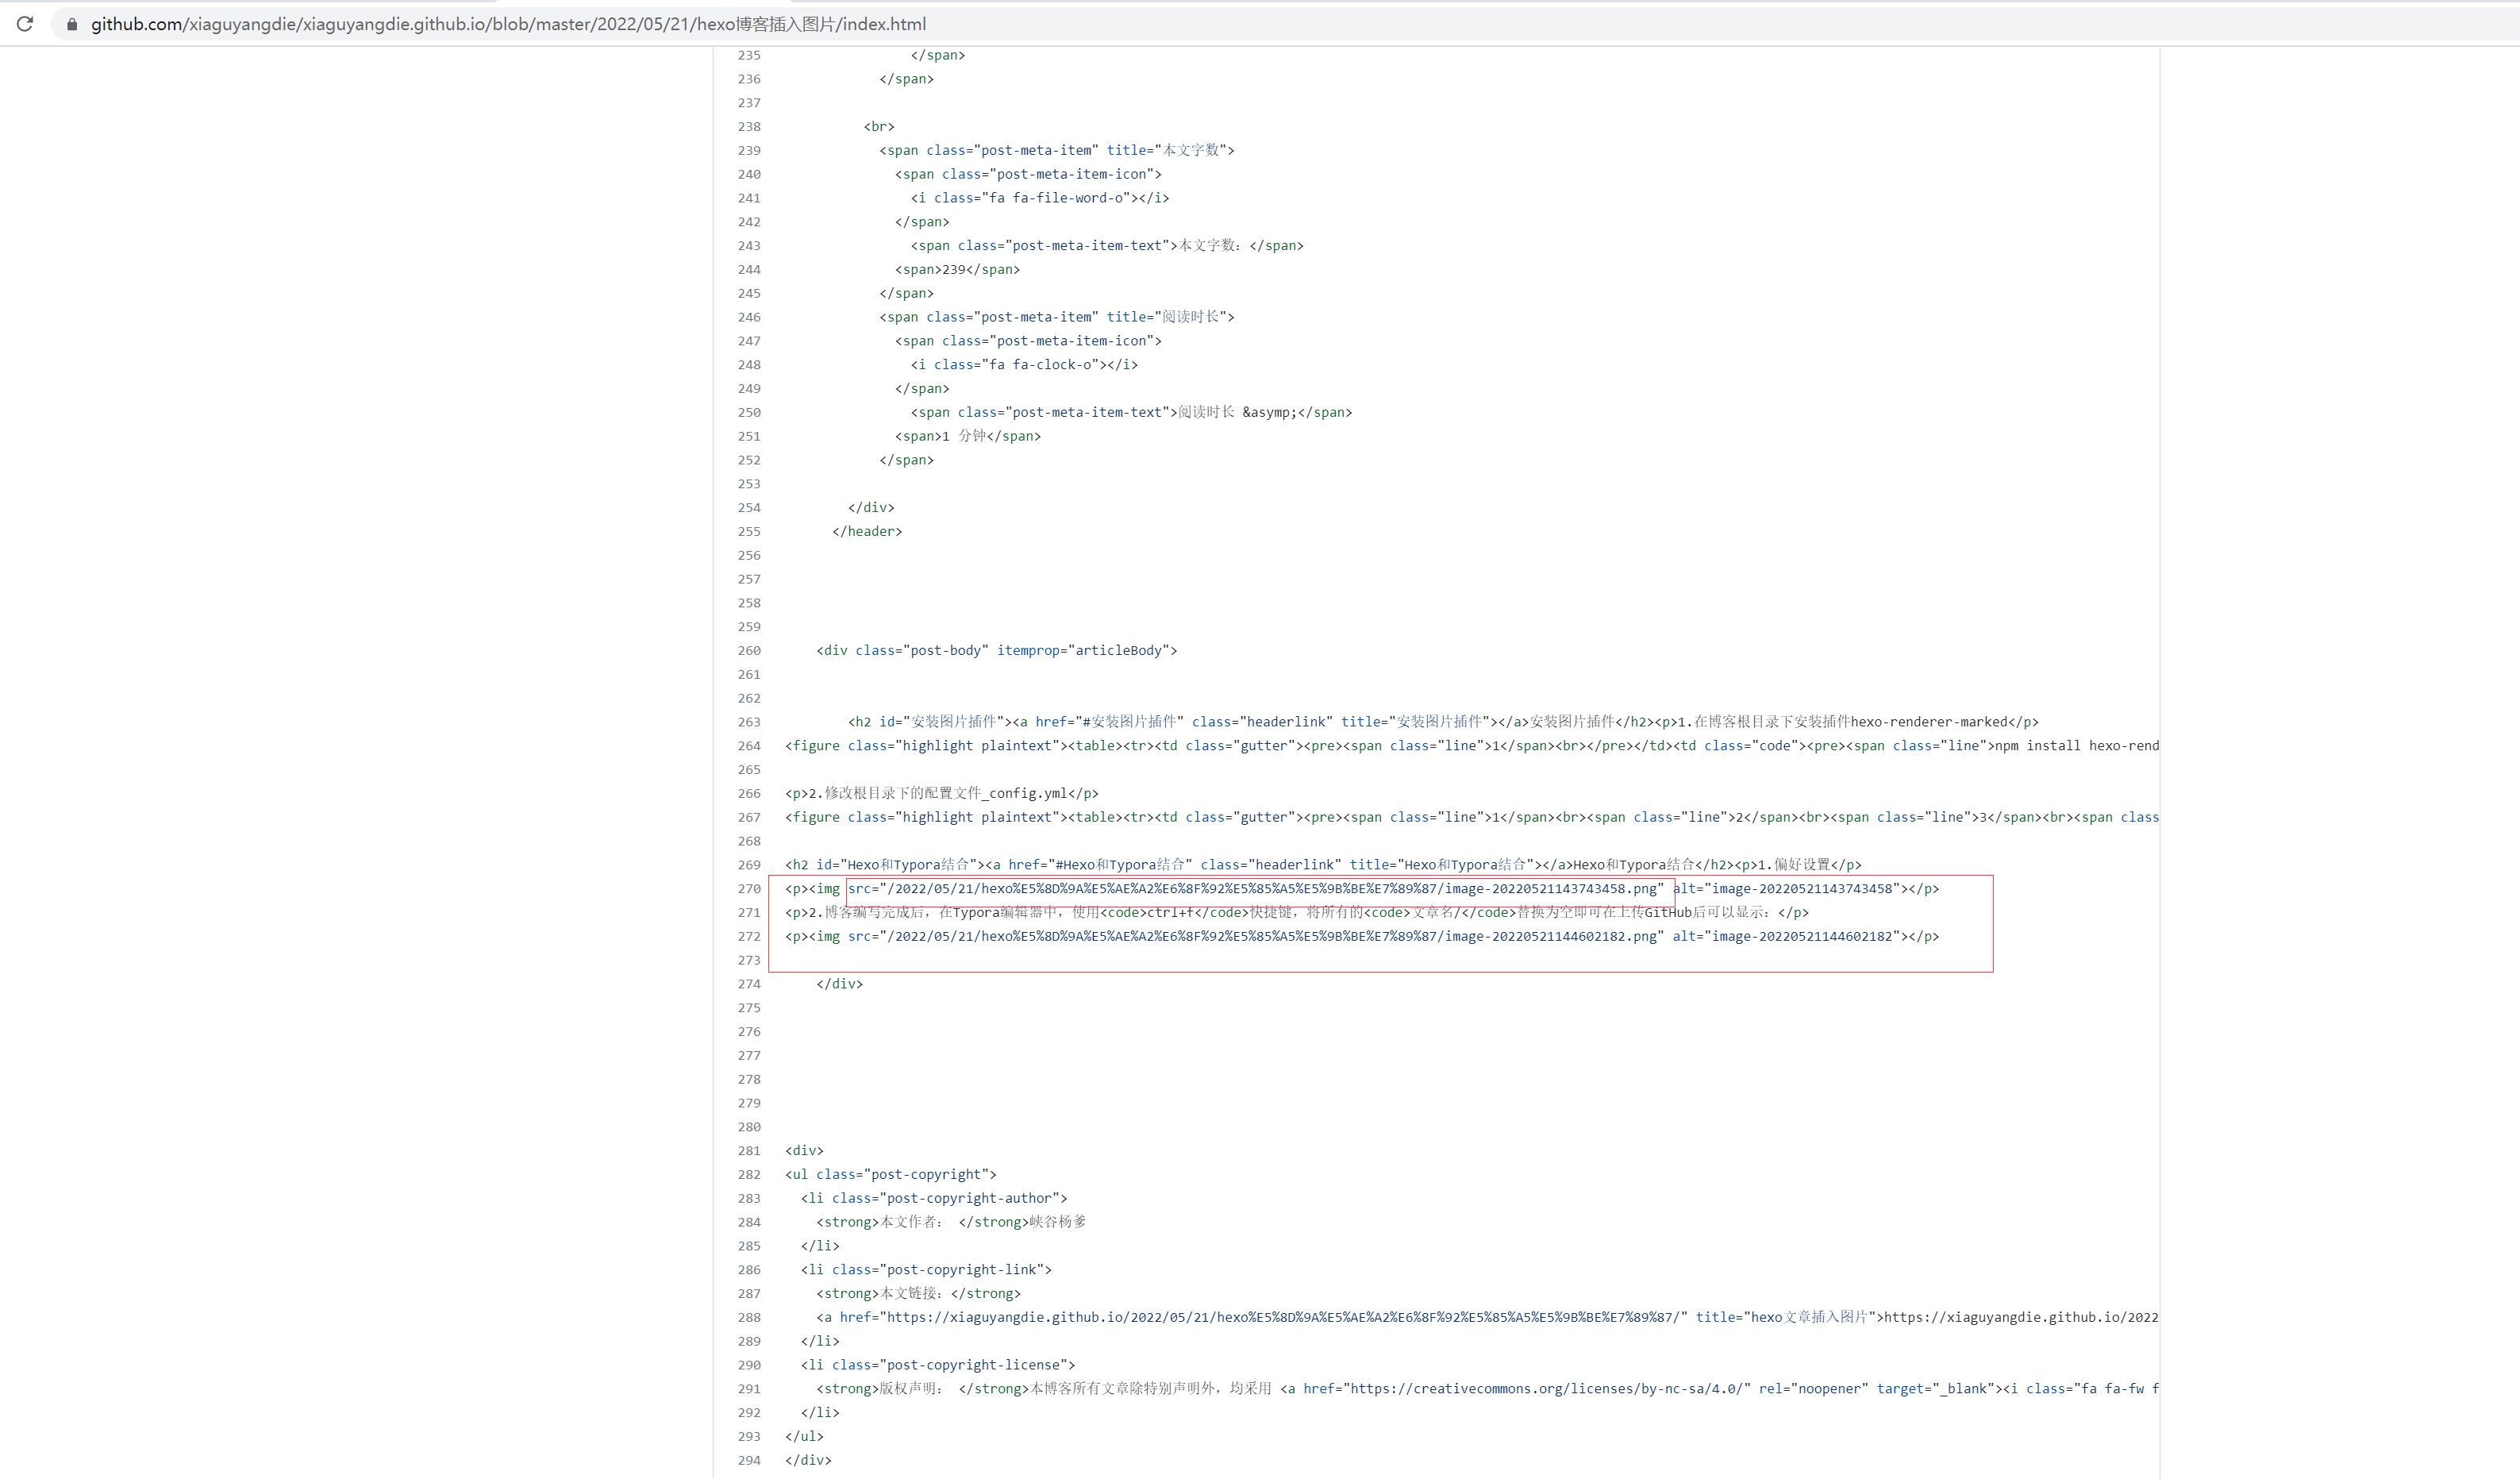 github.com/xiaguyangdie/xiaguyangdie.github.io/blob/master/2022/05/21/hexo博客插入图片/index.html
235 </span>
236 </span>
237
238 <br>
239 <span class="post-meta-item" title="本文字数">
240 <span class="post-meta-item-icon">
241 <i class="fa fa-file-word-o"></i>
242 </span>
243 <span class="post-meta-item-text">本文字数：</span>
244 <span>239</span>
245 </span>
246 <span class="post-meta-item" title="阅读时长">
247 <span class="post-meta-item-icon">
248 <i class="fa fa-clock-o"></i>
249 </span>
250 <span class="post-meta-item-text">阅读时长 &asymp;</span>
251 <span>1 分钟</span>
252 </span>
253
254 </div>
255 </header>
256
257
258
259
260 <div class="post-body" itemprop="articleBody">
261
262
263 <h2 id="安装图片插件"><a href="#安装图片插件" class="headerlink" title="安装图片插件"></a>安装图片插件</h2><p>1.在博客根目录下安装插件hexo-renderer-marked</p>
264 <figure class="highlight plaintext"><table><tr><td class="gutter"><pre><span class="line">1</span><br></pre></td><td class="code"><pre><span class="line">npm install hexo-rend
265
266 <p>2.修改根目录下的配置文件_config.yml</p>
267 <figure class="highlight plaintext"><table><tr><td class="gutter"><pre><span class="line">1</span><br><span class="line">2</span><br><span class="line">3</span><br><span class
268
269 <h2 id="Hexo和Typora结合"><a href="#Hexo和Typora结合" class="headerlink" title="Hexo和Typora结合"></a>Hexo和Typora结合</h2><p>1.偏好设置</p>
270 <p><img src="/2022/05/21/hexo%E5%8D%9A%E5%AE%A2%E6%8F%92%E5%85%A5%E5%9B%BE%E7%89%87/image-20220521143743458.png" alt="image-20220521143743458"></p>
271 <p>2.博客编写完成后，在Typora编辑器中，使用<code>ctrl+f</code>快捷键，将所有的<code>文章名/</code>替换为空即可在上传GitHub后可以显示：</p>
272 <p><img src="/2022/05/21/hexo%E5%8D%9A%E5%AE%A2%E6%8F%92%E5%85%A5%E5%9B%BE%E7%89%87/image-20220521144602182.png" alt="image-20220521144602182"></p>
273
274 </div>
275
276
277
278
279
280
281 <div>
282 <ul class="post-copyright">
283 <li class="post-copyright-author">
284 <strong>本文作者： </strong>峡谷杨爹
285 </li>
286 <li class="post-copyright-link">
287 <strong>本文链接：</strong>
288 <a href="https://xiaguyangdie.github.io/2022/05/21/hexo%E5%8D%9A%E5%AE%A2%E6%8F%92%E5%85%A5%E5%9B%BE%E7%89%87/" title="hexo文章插入图片">https://xiaguyangdie.github.io/2022
289 </li>
290 <li class="post-copyright-license">
291 <strong>版权声明： </strong>本博客所有文章除特别声明外，均采用 <a href="https://creativecommons.org/licenses/by-nc-sa/4.0/" rel="noopener" target="_blank"><i class="fa fa-fw f
292 </li>
293 </ul>
294 </div>